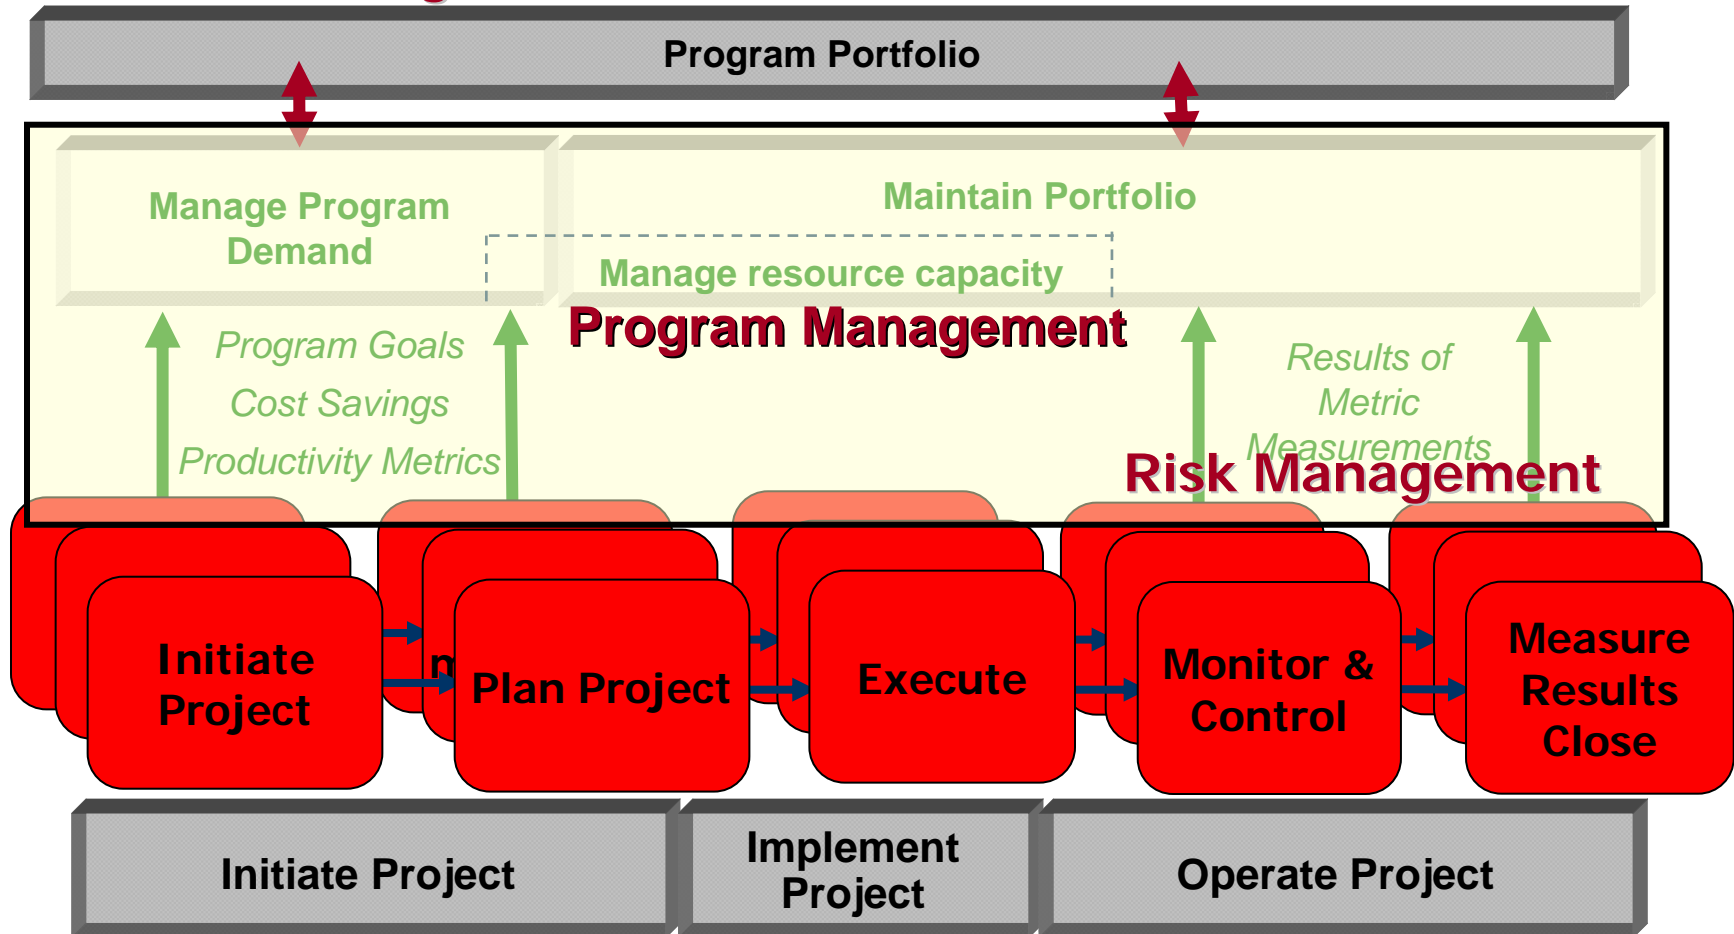 Program Portfolio
Manage Program
Demand
Maintain Portfolio
Manage resource capacity
Program Management
Program Goals
Cost Savings
Productivity Metrics
Results of
Metric
Measurements
Risk Management
Initiate
Project
Plan Project
Execute
Monitor &
Control
Measure
Results
Close
Initiate Project
Implement
Project
Operate Project